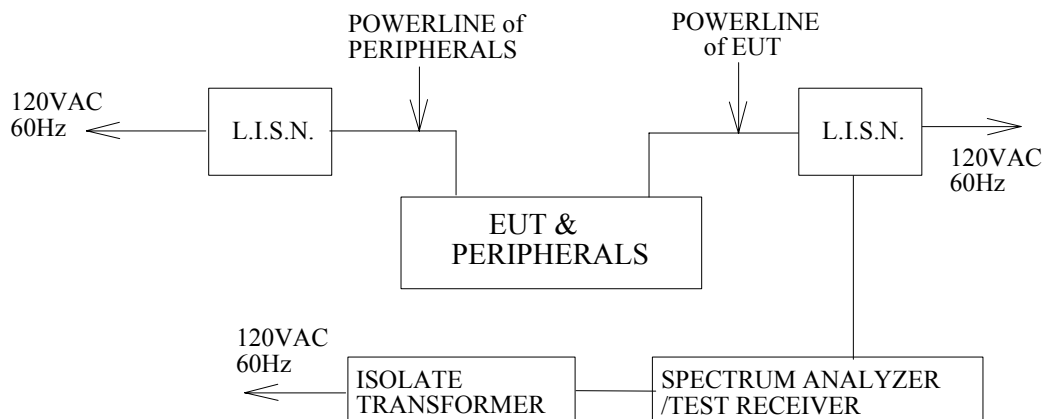 POWERLINE of
PERIPHERALS
POWERLINE
of EUT
120VAC
60Hz
L.I.S.N.
L.I.S.N.
120VAC
60Hz
EUT &
PERIPHERALS
120VAC
60Hz
ISOLATE
TRANSFORMER
SPECTRUM ANALYZER
/TEST RECEIVER